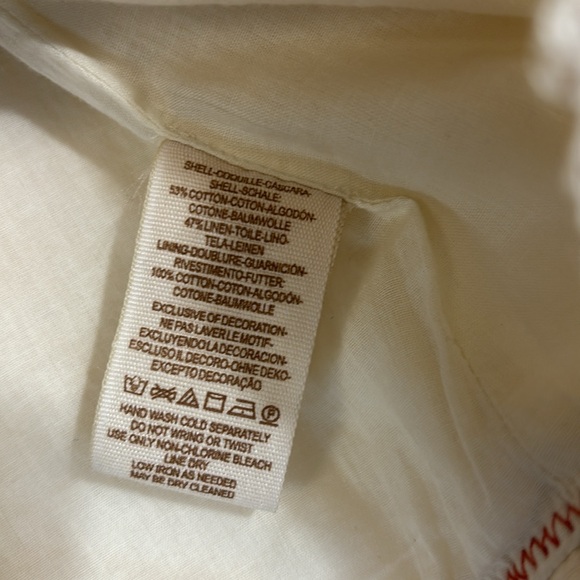 SHELL-COQUILLE-CÁSCARA-
SHELL-SCHALE:
53% COTTON-COTON-ALGODÓN-
COTONE-BAUMWOLLE
47% LINEN-TOILE-LINO-
TELA-LEINEN
LINING-DOUBLURE-GUARNICIÓN-
RIVESTIMENTO-FUTTER:
100% COTTON-COTON-ALGODÓN-
COTONE-BAUMWOLLE
EXCLUSIVE OF DECORATION-
NE PAS LAVER LE MOTIF-
EXCLUYENDO LA DECORACION-
ESCLUSO IL DECORO-OHNE DEKO-
EXCEPTO DECORAÇÃO
P
HAND WASH COLD SEPARATELY
DO NOT WRING OR TWIST
USE ONLY NON-CHLORINE BLEACH
LINE DRY
LOW IRON AS NEEDED
MAY BE DRY CLEANED